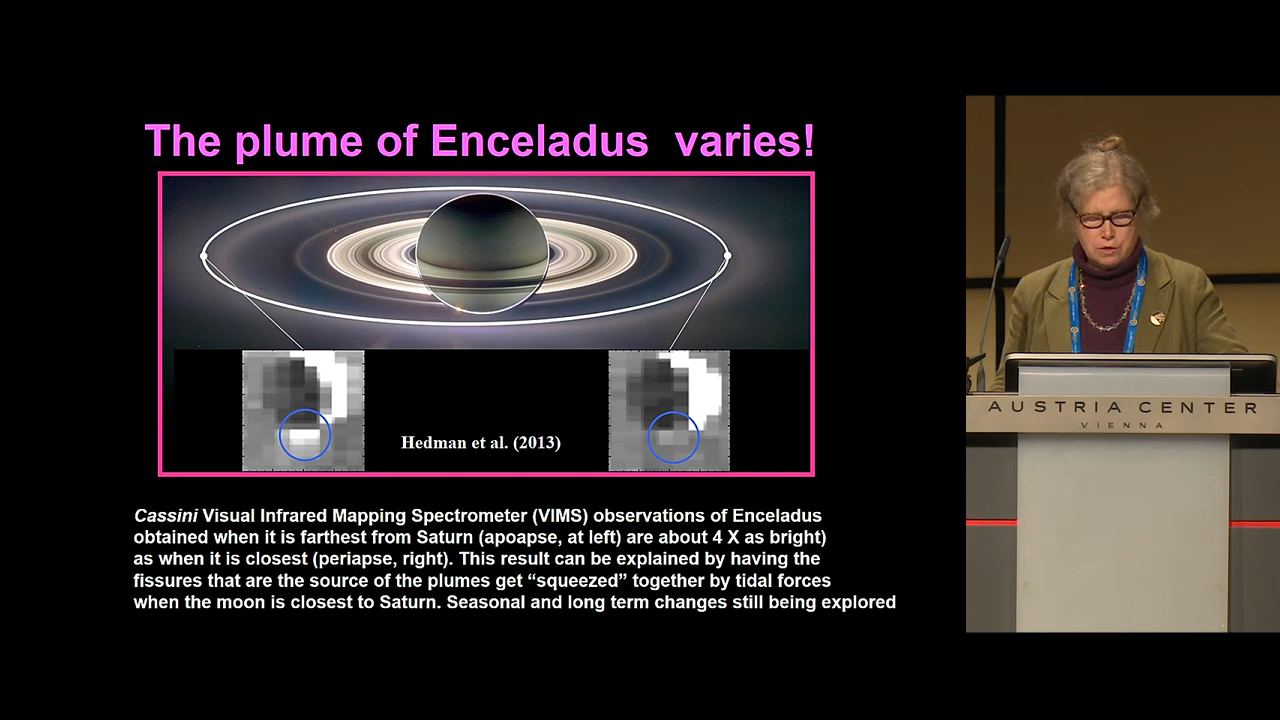 The plume of Enceladus varies!
Hedman et al. (2013)
Cassini Visual Infrared Mapping Spectrometer (VIMS) observations of Enceladus
obtained when it is farthest from Saturn (apoapse, at left) are about 4 X as bright)
as when it is closest (periapse, right). This result can be explained by having the
fissures that are the source of the plumes get “squeezed” together by tidal forces
when the moon is closest to Saturn. Seasonal and long term changes still being explored
AUSTRIA CENTER
VIENNA